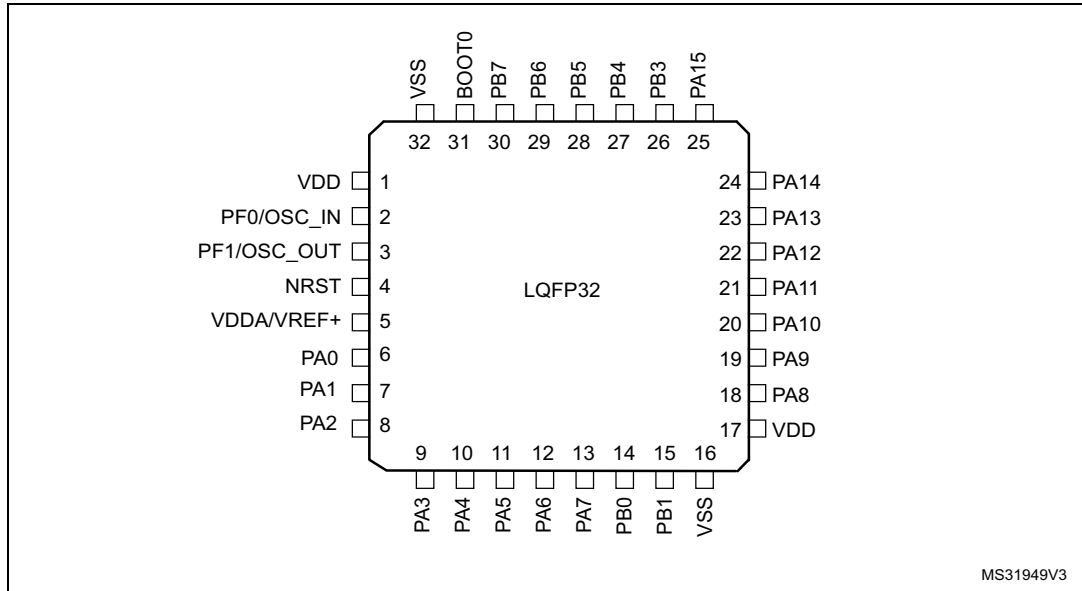 VSS BOOT0 PB7 PB6 PB5 PB4 PB3 PA15
32 31 30 29 28 27 26 25
VDD 1 24 PA14
PF0/OSC_IN 2 23 PA13
PF1/OSC_OUT 3 22 PA12
NRST 4 LQFP32 21 PA11
VDDA/VREF+ 5 20 PA10
PA0 6 19 PA9
PA1 7 18 PA8
PA2 8 17 VDD
9 10 11 12 13 14 15 16
PA3 PA4 PA5 PA6 PA7 PB0 PB1 VSS
MS31949V3